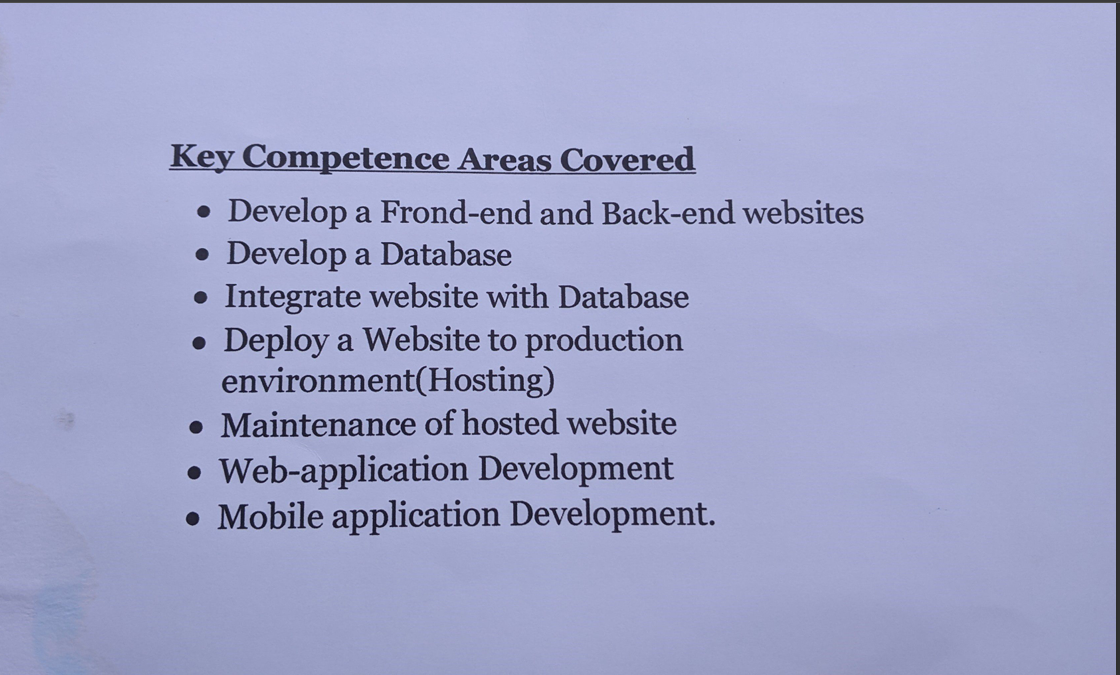 Key Competence Areas Covered
• Develop a Frond-end and Back-end websites
• Develop a Database
• Integrate website with Database
• Deploy a Website to production
environment(Hosting)
• Maintenance of hosted website
• Web-application Development
• Mobile application Development.